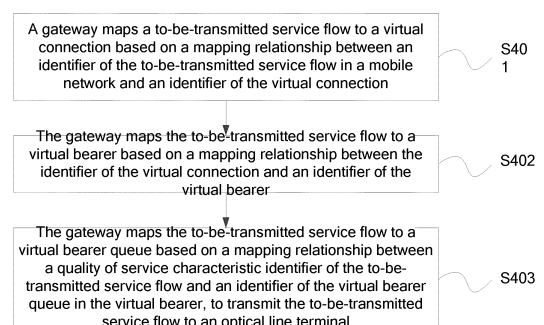 A gateway maps a to-be-transmitted service flow to a virtual
connection based on a mapping relationship between an
identifier of the to-be-transmitted service flow in a mobile
network and an identifier of the virtual connection
S40
1
The gateway maps the to-be-transmitted service flow to a
virtual bearer based on a mapping relationship between the
identifier of the virtual connection and an identifier of the
virtual bearer
S402
The gateway maps the to-be-transmitted service flow to a
virtual bearer queue based on a mapping relationship between
a quality of service characteristic identifier of the to-be-
transmitted service flow and an identifier of the virtual bearer
queue in the virtual bearer, to transmit the to-be-transmitted
service flow to an optical line terminal
S403